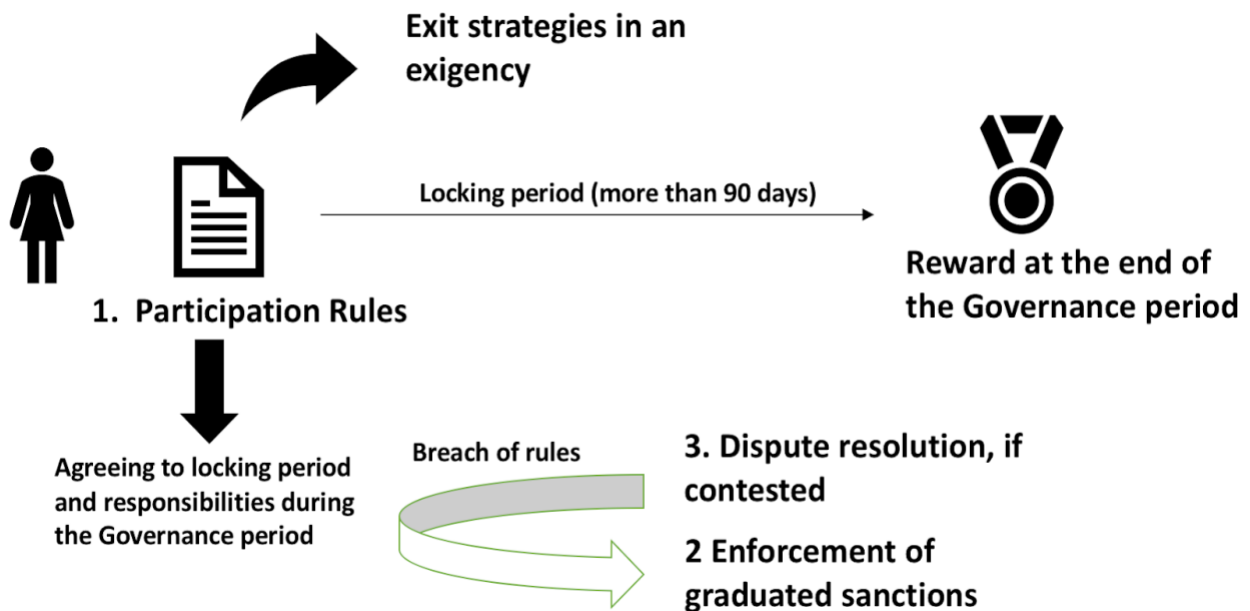 Exit strategies in an
exigency
Locking period (more than 90 days)
Reward at the end of
the Governance period
1. Participation Rules
Agreeing to locking period
and responsibilities during
the Governance period
Breach of rules
3. Dispute resolution, if
contested
2 Enforcement of
graduated sanctions